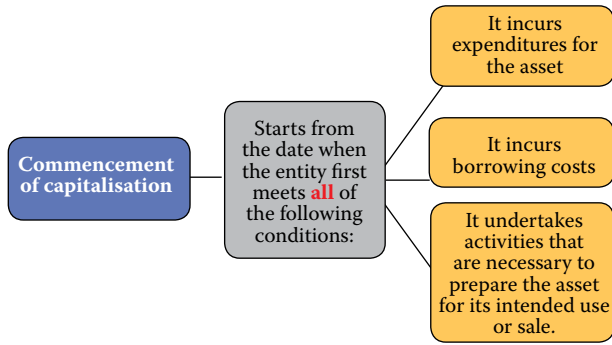 Commencement
of capitalisation
Starts from
the date when
the entity first
meets all of
the following
conditions:
It incurs
expenditures for
the asset
It incurs
borrowing costs
It undertakes
activities that
are necessary to
prepare the asset
for its intended use
or sale.